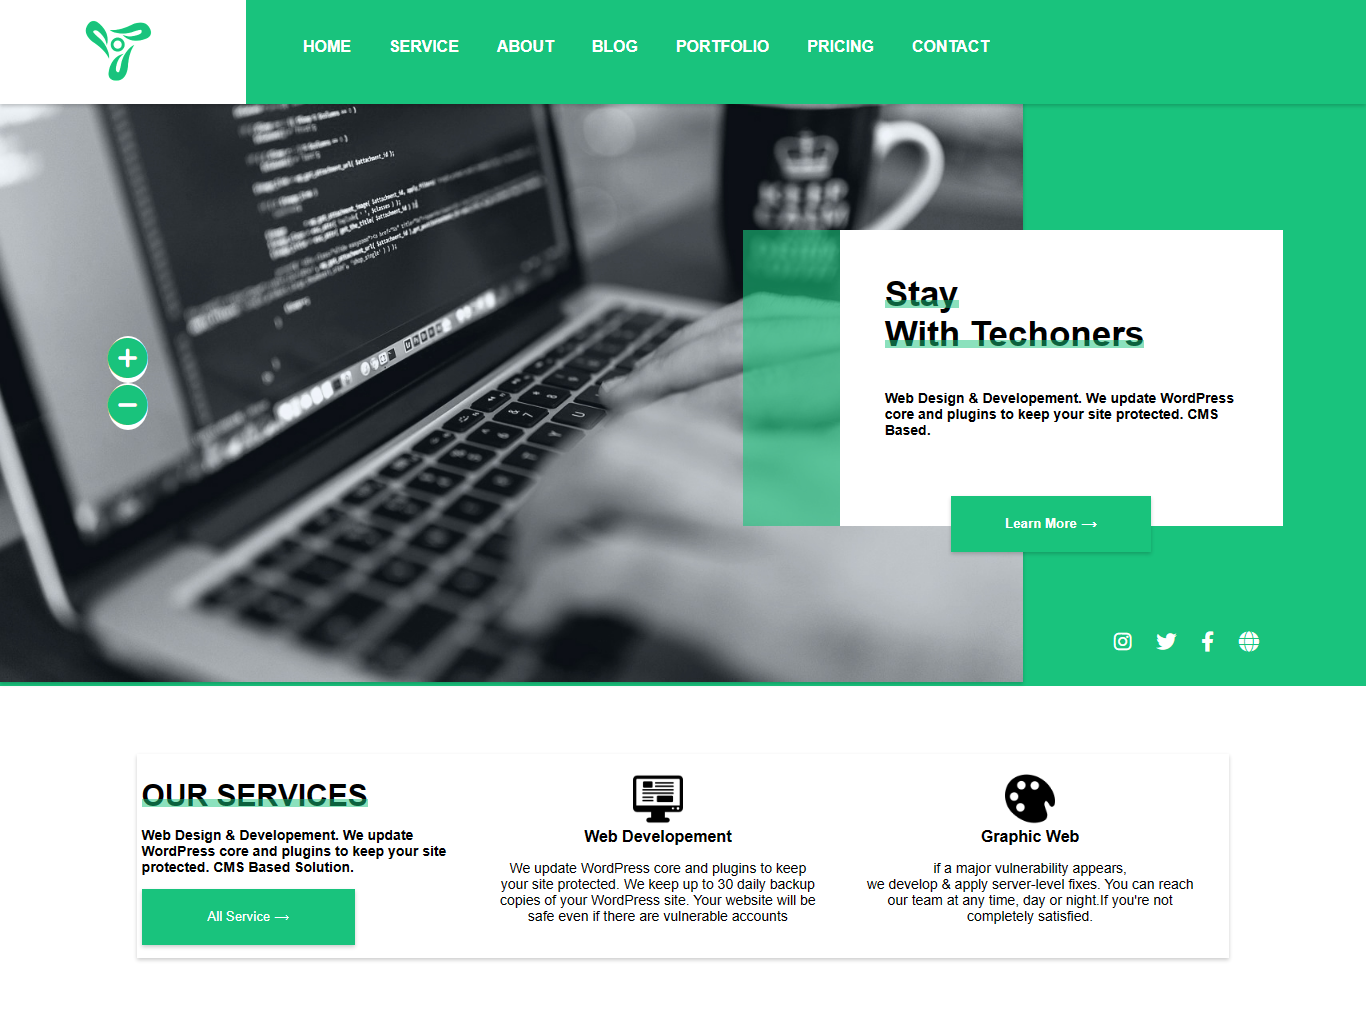 HOME SERVICE ABOUT BLOG PORTFOLIO PRICING CONTACT
Stay
With Techoners
Web Design & Developement. We update WordPress
core and plugins to keep your site protected. CMS
Based.
Learn More →
OUR SERVICES
Web Design & Developement. We update
WordPress core and plugins to keep your site
protected. CMS Based Solution.
All Service →
Web Developement
We update WordPress core and plugins to keep
your site protected. We keep up to 30 daily backup
copies of your WordPress site. Your website will be
safe even if there are vulnerable accounts
Graphic Web
if a major vulnerability appears,
we develop & apply server-level fixes. You can reach
our team at any time, day or night.If you're not
completely satisfied.